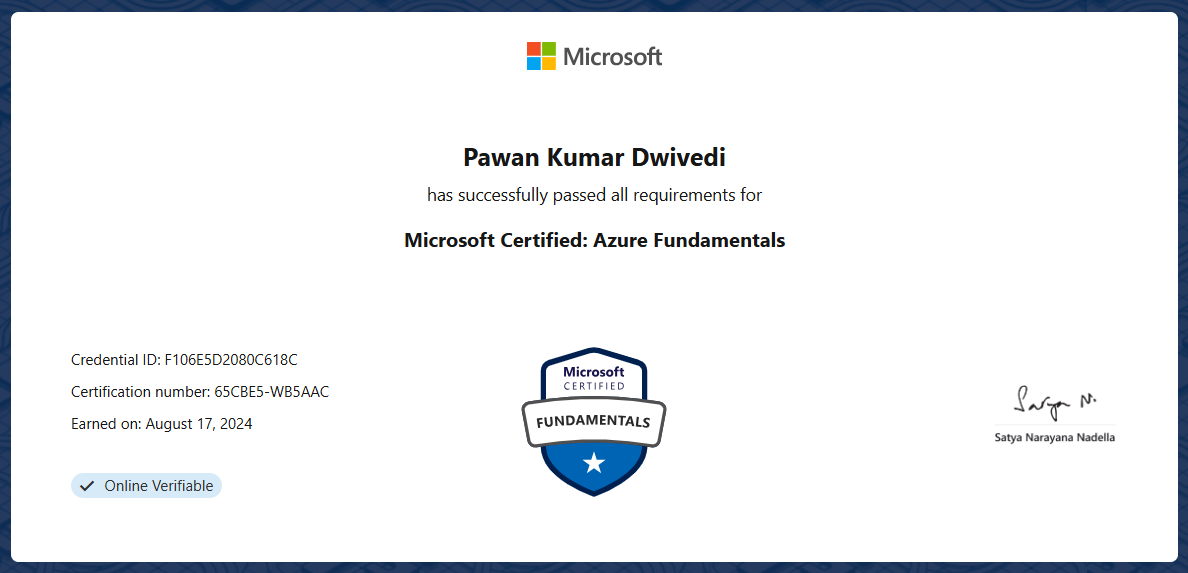 Microsoft
Pawan Kumar Dwivedi
has successfully passed all requirements for
Microsoft Certified: Azure Fundamentals
Credential ID: F106E5D2080C618C
Certification number: 65CBE5-WB5AAC
Earned on: August 17, 2024
Online Verifiable
Microsoft
CERTIFIED
FUNDAMENTALS
Satya N.
Satya Narayana Nadella